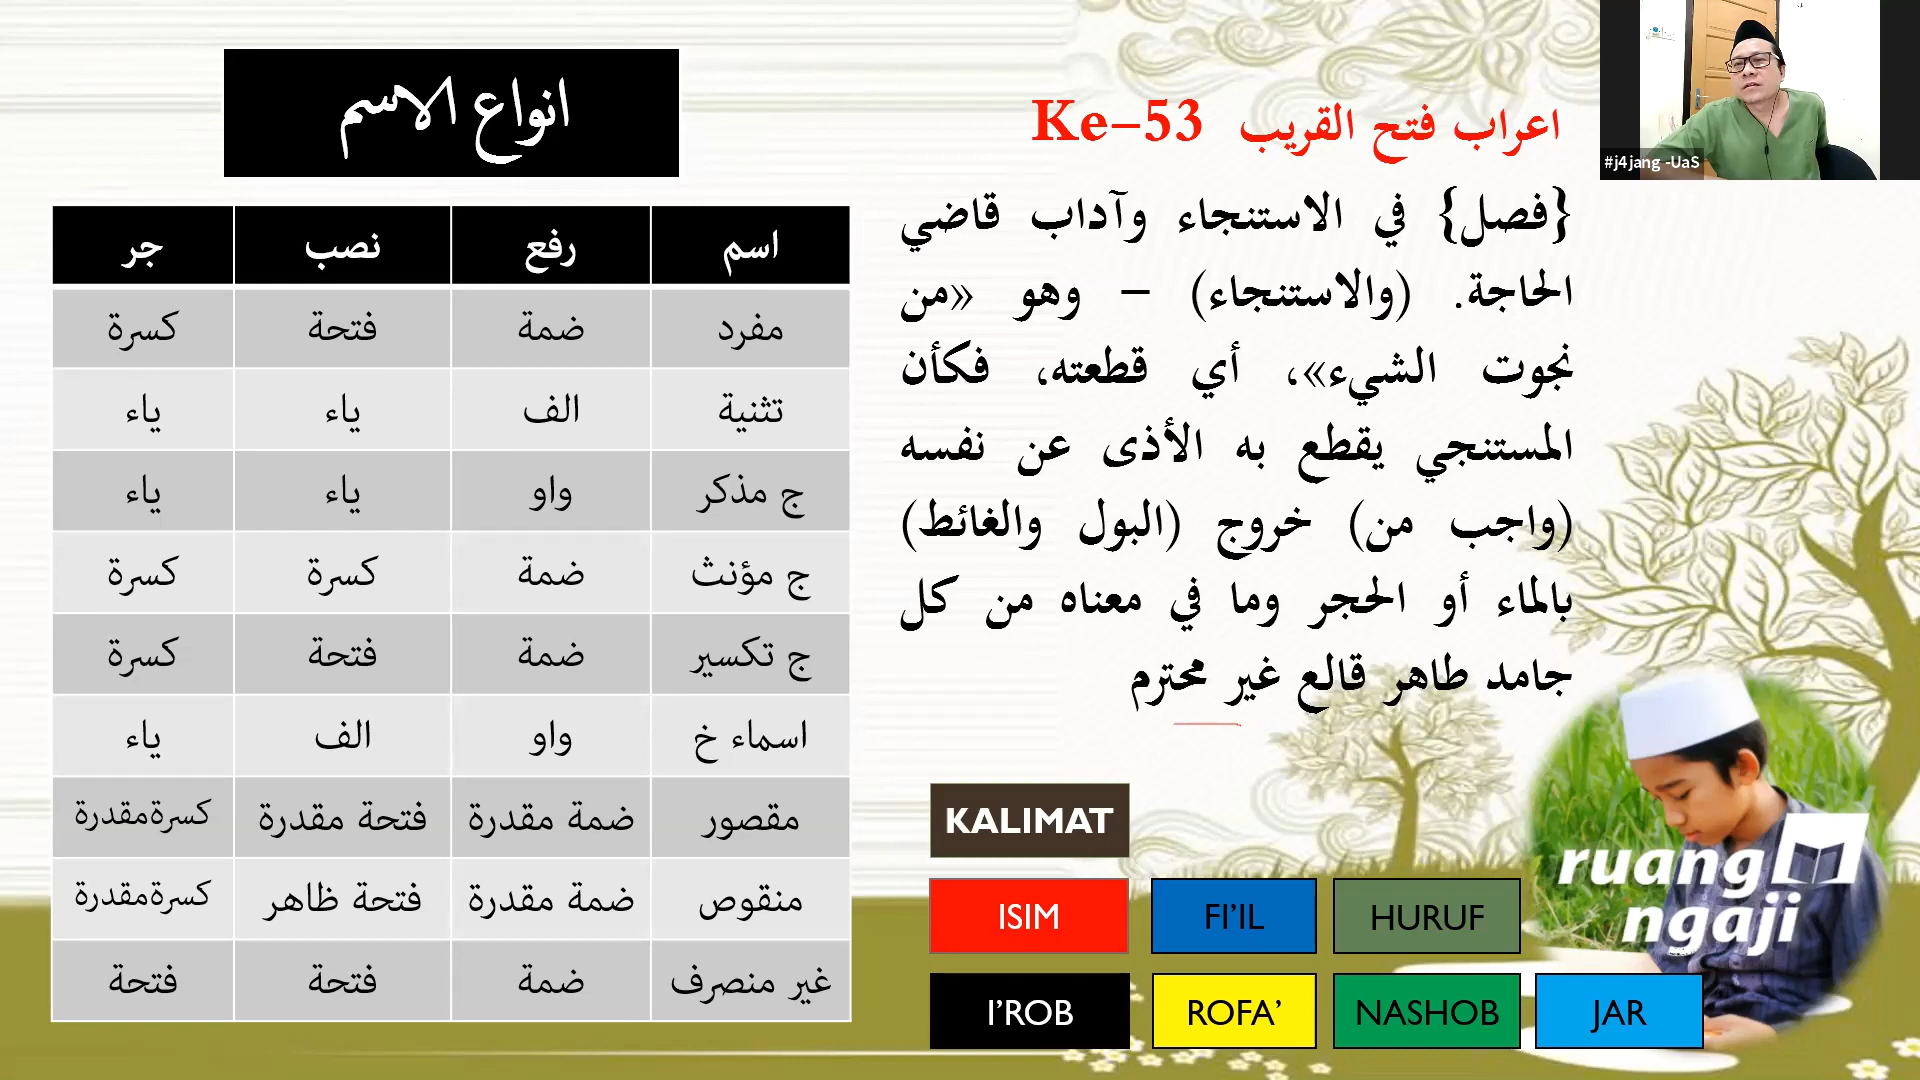 انواع الاسم
اسم رفع نصب جر
مفرد ضمة فتحة كسرة
تثنية الف ياء ياء
ج مذكر واو ياء ياء
ج مؤنث ضمة كسرة كسرة
ج تكسير ضمة فتحة كسرة
اسماء خ واو الف ياء
مقصور ضمة مقدرة فتحة مقدرة كسرةمقدرة
منقوص ضمة مقدرة فتحة ظاهر كسرةمقدرة
غير منصرف ضمة فتحة فتحة
اعراب فتح القريب Ke-53
{فصل} في الاستنجاء وآداب قاضي
الحاجة. (والاستنجاء) – وهو «من
نجوت الشيء»، أي قطعته، فكأن
المستنجي يقطع به الأذى عن نفسه
(واجب من) خروج (البول والغائط)
بالماء أو الحجر وما في معناه من كل
جامد طاهر قالع غير محترم
KALIMAT
ISIM FI’IL HURUF
I’ROB ROFA’ NASHOB JAR
#j4jang -UaS
ruang
ngaji